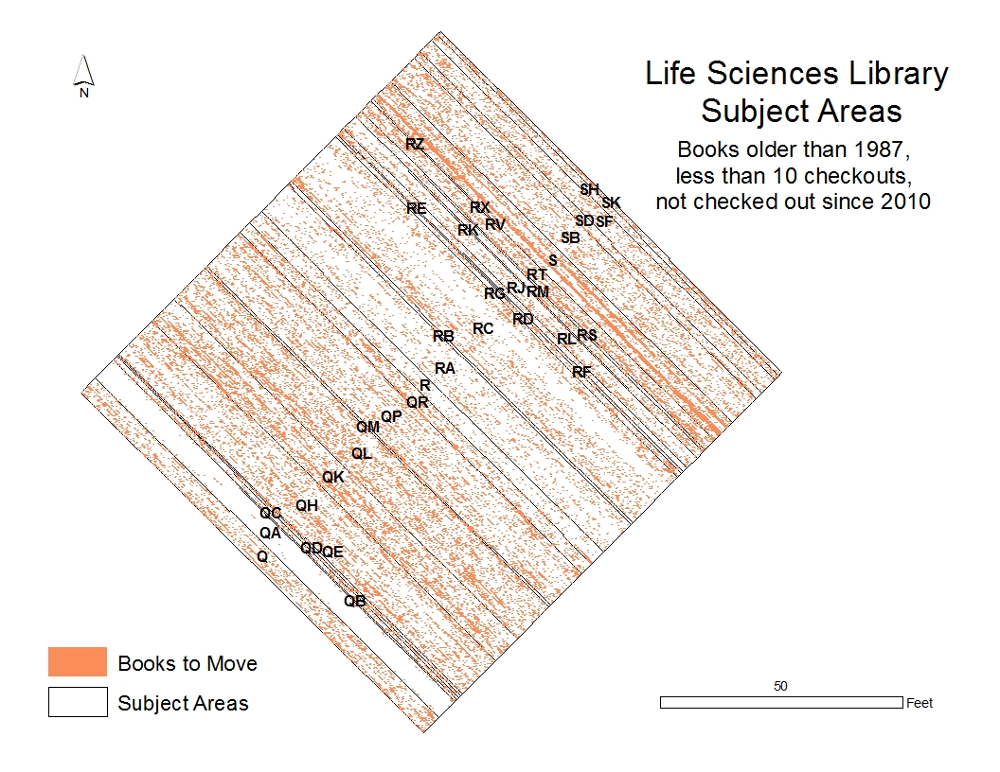 N
Life Sciences Library
Subject Areas
Books older than 1987,
less than 10 checkouts,
not checked out since 2010
RZ
SH
SK
RE
RX
SD SF
RK
RV
SB
S
RT
RG
RJ
RM
RD
RC
RB
RL
RS
RA
RF
R
QR
QP
QM
QL
QK
QH
QC
QA
QD
QE
Q
QB
Books to Move
Subject Areas
50
Feet